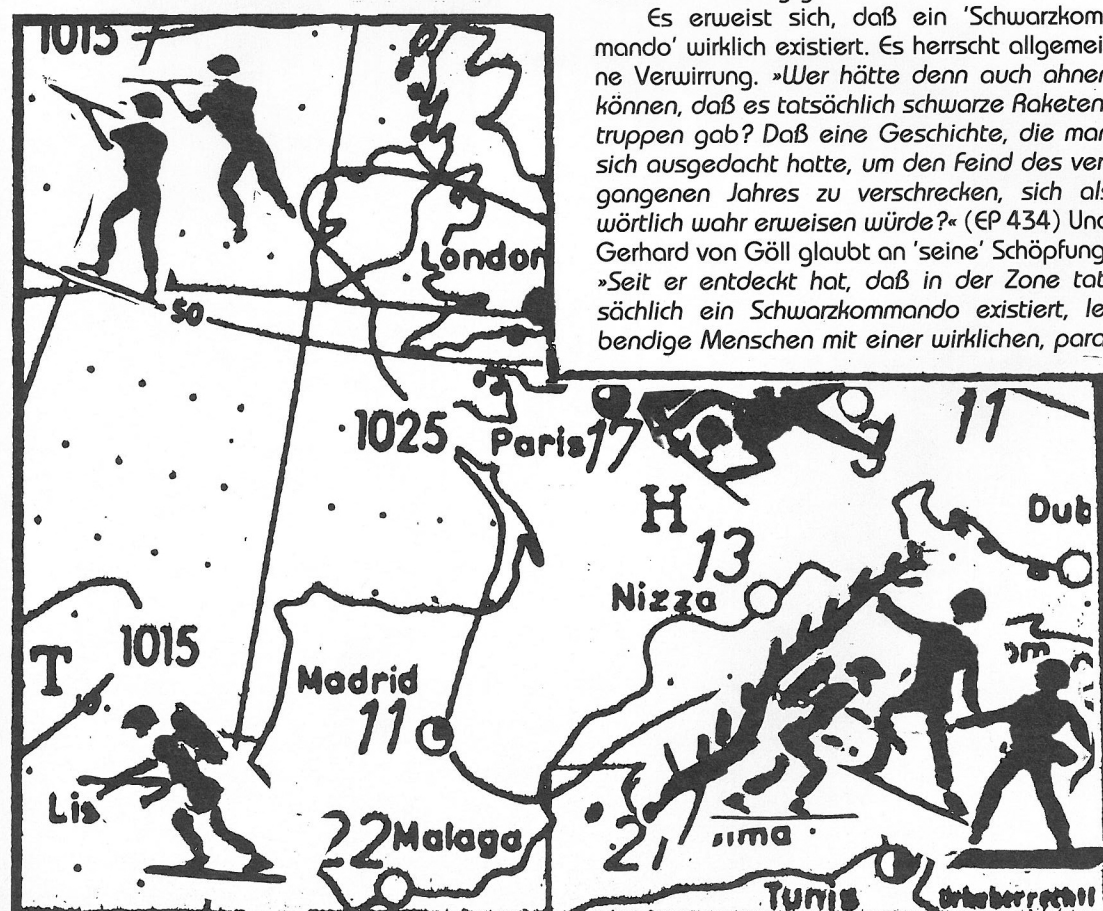 Es erweist sich, daß ein 'Schwarzkom
mando' wirklich existiert. Es herrscht allgemei
ne Verwirrung. »Wer hätte denn auch ahnen
können, daß es tatsächlich schwarze Raketen
truppen gab? Daß eine Geschichte, die man
sich ausgedacht hatte, um den Feind des ver
gangenen Jahres zu verschrecken, sich als
wörtlich wahr erweisen würde?« (EP 434) Und
Gerhard von Göll glaubt an 'seine' Schöpfung
»Seit er entdeckt hat, daß in der Zone tat
sächlich ein Schwarzkommando existiert, le
bendige Menschen mit einer wirklichen, para
1015
London
50
1025
Paris 17
11
H
13
Dub
Nizza
T
1015
Madrid
11
Lis
22 Malaga
21
Tunis